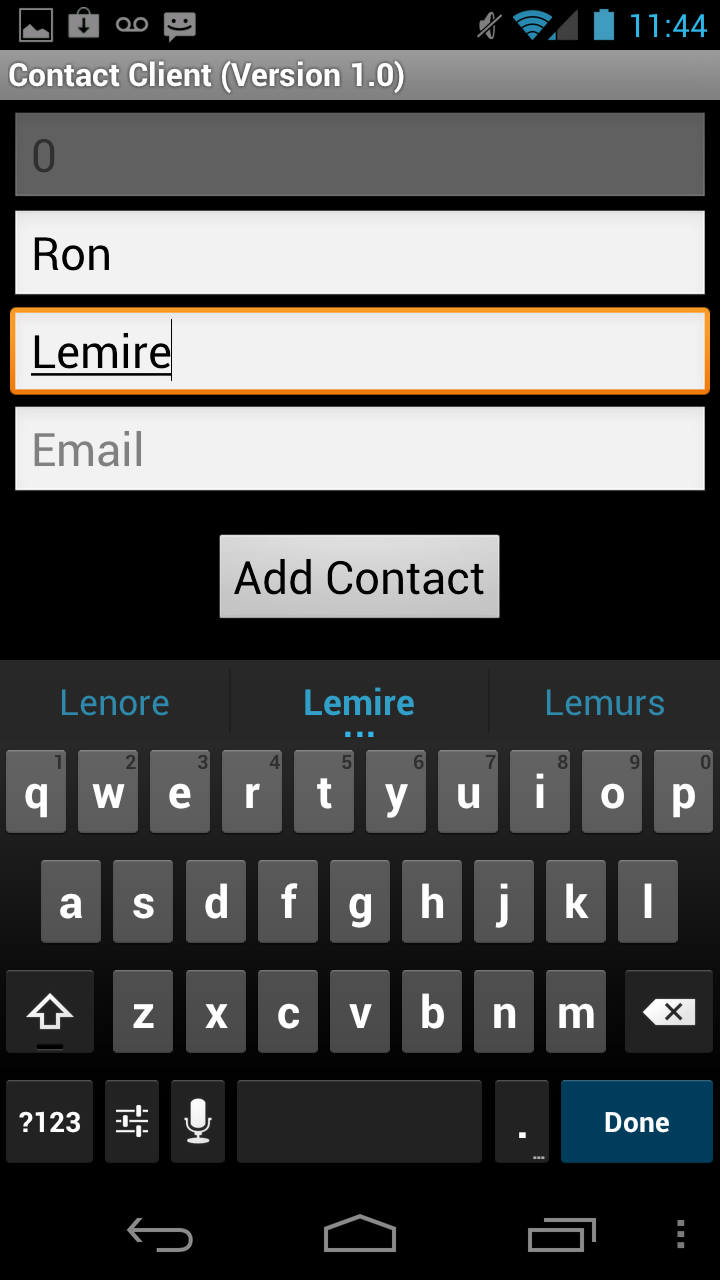 11:44
Contact Client (Version 1.0)
0
Ron
Lemire
Email
Add Contact
Lenore Lemire Lemurs
...
1 2 3 4 5 6 7 8 9 0
q w e r t y u i o p
a s d f g h j k l
z x c v b n m
?123 . ... Done